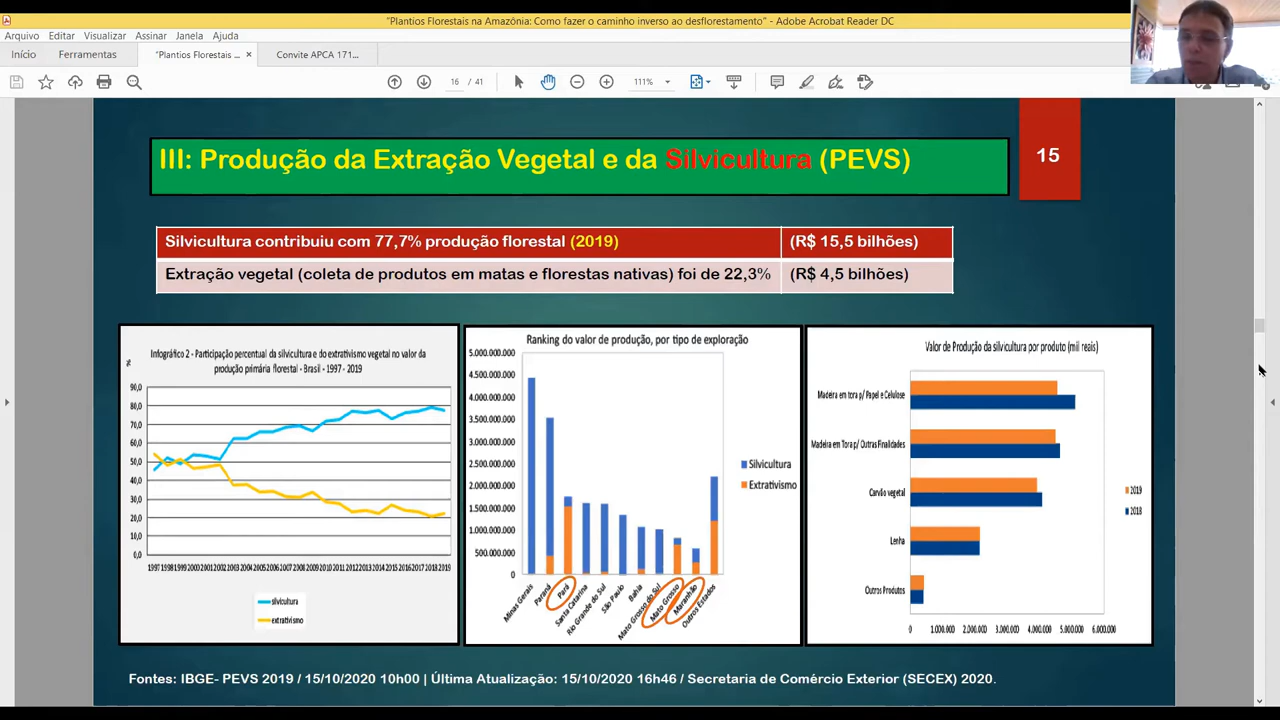 "Plantios Florestais na Amazônia: Como fazer o caminho inverso ao desflorestamento" - Adobe Acrobat Reader DC
Arquivo Editar Visualizar Assinar Janela Ajuda
Início Ferramentas "Plantios Florestais ... × Convite APCA 171...
16 / 41 111%
III: Produção da Extração Vegetal e da Silvicultura (PEVS)
15
Silvicultura contribuiu com 77,7% produção florestal (2019) (R$ 15,5 bilhões)
Extração vegetal (coleta de produtos em matas e florestas nativas) foi de 22,3% (R$ 4,5 bilhões)
Infográfico 2 - Participação percentual da silvicultura e do extrativismo vegetal no valor da
produção primária florestal - Brasil - 1997 - 2019
%
90,0
80,0
70,0
60,0
50,0
40,0
30,0
20,0
10,0
0,0
1997 1998 1999 2000 2001 2002 2003 2004 2005 2006 2007 2008 2009 2010 2011 2012 2013 2014 2015 2016 2017 2018 2019
silvicultura
extrativismo
Ranking do valor de produção, por tipo de exploração
5.000.000.000
4.500.000.000
4.000.000.000
3.500.000.000
3.000.000.000
2.500.000.000
2.000.000.000
1.500.000.000
1.000.000.000
500.000.000
0
Minas Gerais
Paraná
Pará
Santa Catarina
Rio Grande do Sul
São Paulo
Bahia
Mato Grosso do Sul
Mato Grosso
Maranhão
Outros Estados
Silvicultura
Extrativismo
Valor de Produção da silvicultura por produto (mil reais)
Madeira em tora p/ Papel e Celulose
Madeira em Tora p/ Outras Finalidades
Carvão vegetal
Lenha
Outros Produtos
0 1.000.000 2.000.000 3.000.000 4.000.000 5.000.000 6.000.000
2019
2018
Fontes: IBGE- PEVS 2019 / 15/10/2020 10h00 | Última Atualização: 15/10/2020 16h46 / Secretaria de Comércio Exterior (SECEX) 2020.